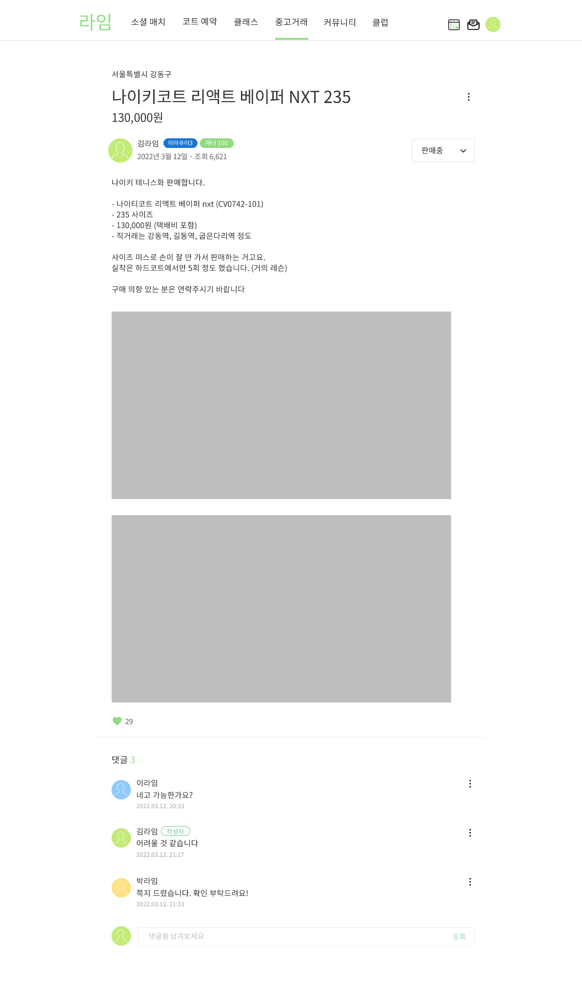 라임
소셜 매치
코트 예약
클래스
중고거래
커뮤니티
클럽
서울특별시 강동구
나이키코트 리액트 베이퍼 NXT 235
130,000원
김라임
아마추어3
매너 100
2022년 3월 12일 · 조회 6,621
판매중
나이키 테니스화 판매합니다.
- 나이티코트 리액트 베이퍼 nxt (CV0742-101)
- 235 사이즈
- 130,000원 (택배비 포함)
- 직거래는 강동역, 길동역, 굽은다리역 정도
사이즈 미스로 손이 잘 안 가서 판매하는 거고요.
실착은 하드코트에서만 5회 정도 했습니다. (거의 레슨)
구매 의향 있는 분은 연락주시기 바랍니다
29
댓글 3
이라임
네고 가능한가요?
2022.03.12. 20:33
김라임 작성자
어려울 것 같습니다
2022.03.12. 21:17
박라임
쪽지 드렸습니다. 확인 부탁드려요!
2022.03.12. 21:33
댓글을 남겨보세요
등록